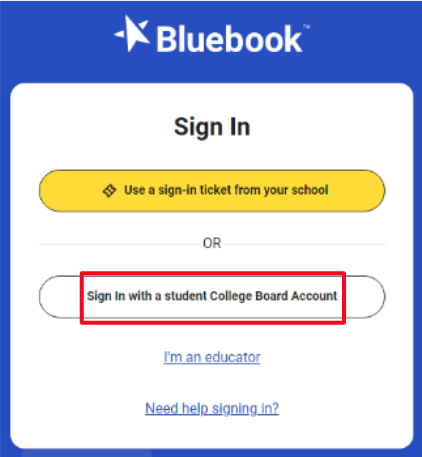 Bluebook™
Sign In
Use a sign-in ticket from your school
OR
Sign In with a student College Board Account
I'm an educator
Need help signing in?